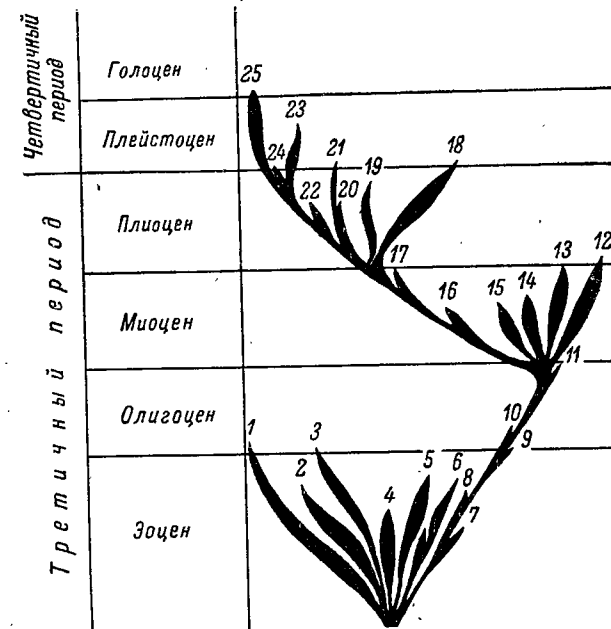 Четвертичный
период
Третичный период
Голоцен
Плейстоцен
Плиоцен
Миоцен
Олигоцен
Эоцен
25
23
24
21
19
18
22
20
17
12
13
16
15
14
11
10
9
1
3
2
4
5
6
8
7